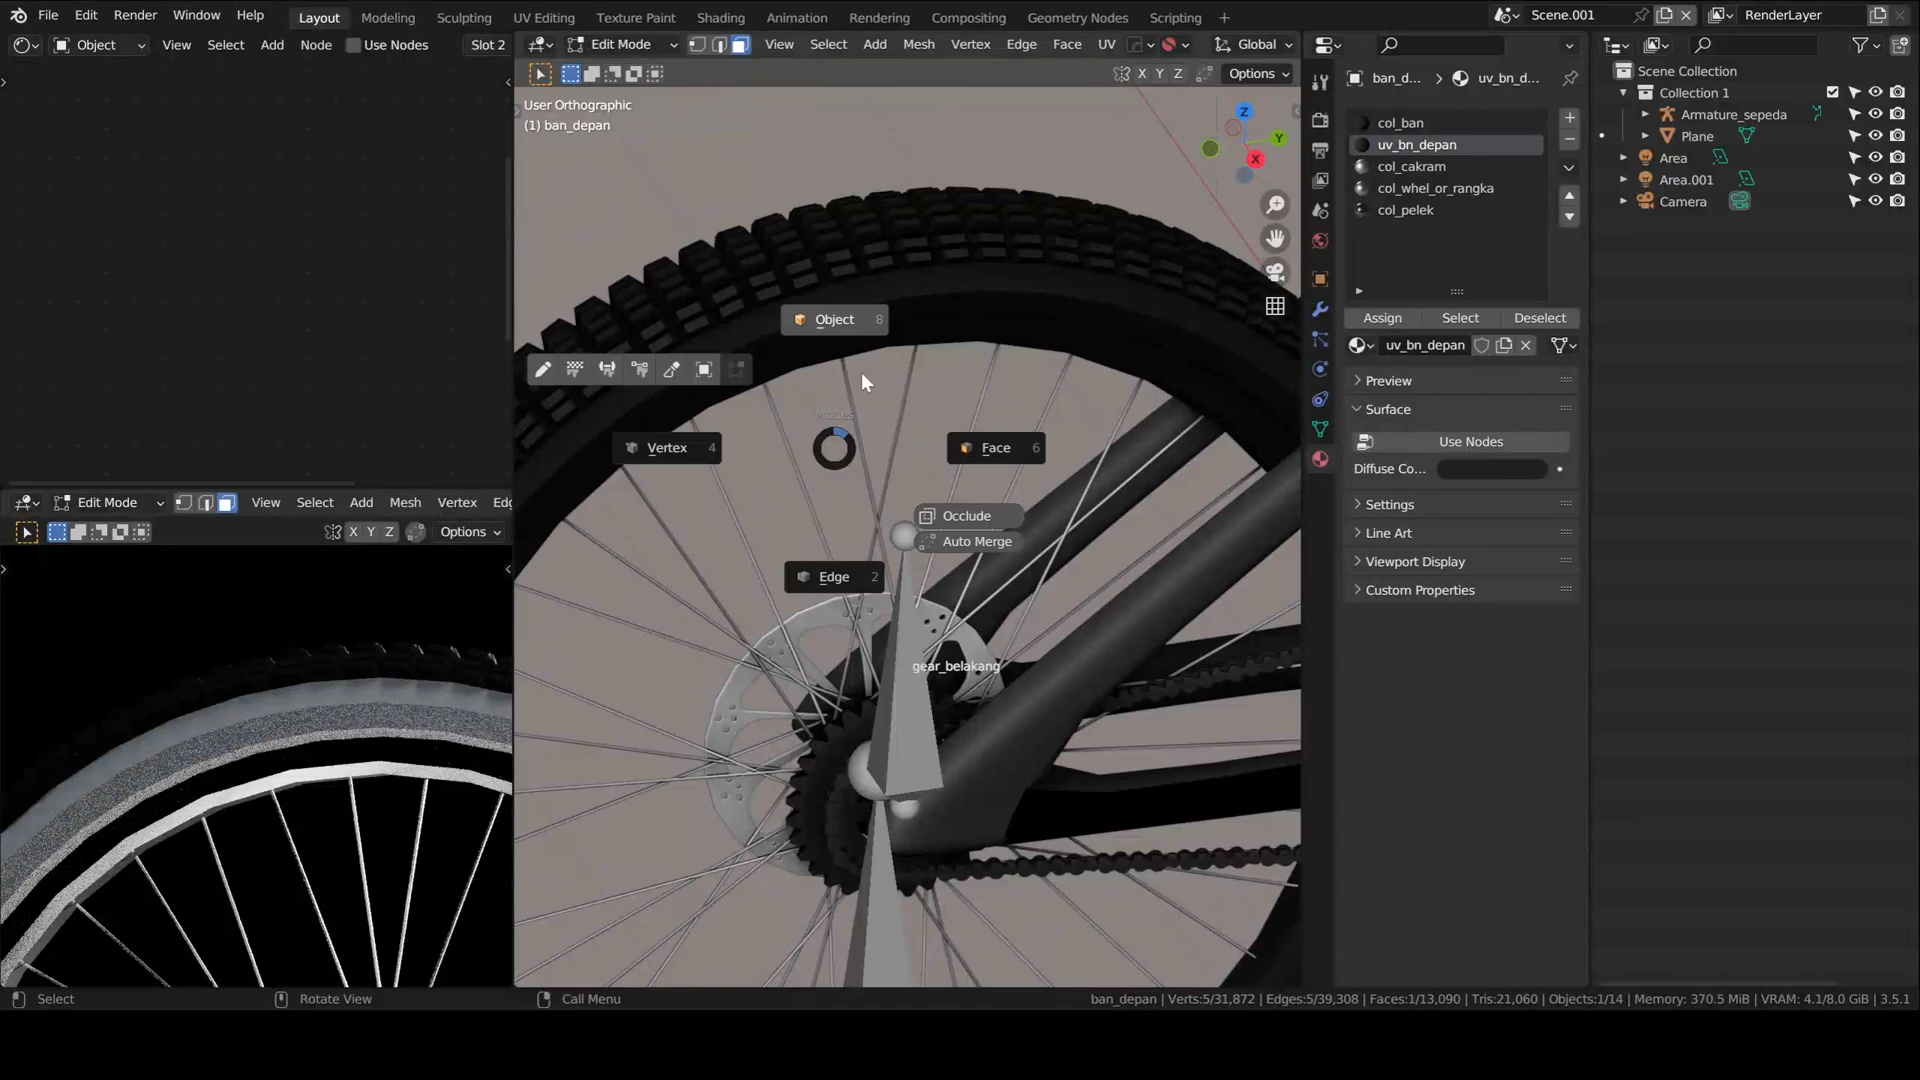 File Edit Render Window Help Layout Modeling Sculpting UV Editing Texture Paint Shading Animation Rendering Compositing Geometry Nodes Scripting + Scene.001 RenderLayer
Object View Select Add Node Use Nodes Slot 2 Edit Mode View Select Add Mesh Vertex Edge Face UV Global
X Y Z Options
Scene Collection
ban_d... uv_bn_d...
Collection 1
User Orthographic
(1) ban_depan
Z
Y
X
Armature_sepeda
col_ban
Plane
uv_bn_depan
Area
col_cakram
Area.001
col_whel_or_rangka
Camera
col_pelek
Object 8
Assign Select Deselect
uv_bn_depan
Preview
Modes
Surface
Vertex 4
Face 6
Use Nodes
Diffuse Co...
Edit Mode View Select Add Mesh Vertex Ed
Settings
Occlude
X Y Z Options
Line Art
Auto Merge
Viewport Display
Edge 2
Custom Properties
gear_belakang
Select Rotate View Call Menu ban_depan | Verts:5/31,872 | Edges:5/39,308 | Faces:1/13,090 | Tris:21,060 | Objects:1/14 | Memory: 370.5 MiB | VRAM: 4.1/8.0 GiB | 3.5.1